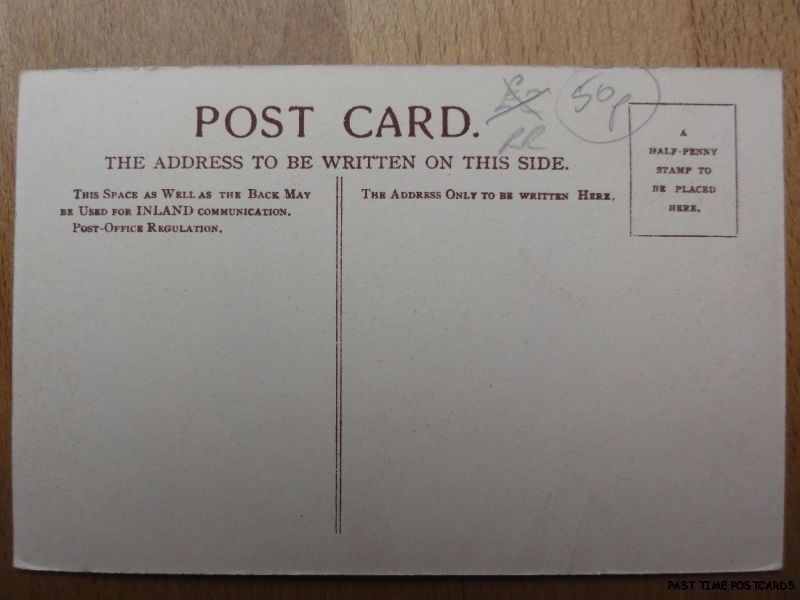 POST CARD.
50p
RR
THE ADDRESS TO BE WRITTEN ON THIS SIDE.
THIS SPACE AS WELL AS THE BACK MAY
BE USED FOR INLAND COMMUNICATION.
POST-OFFICE REGULATION.
THE ADDRESS ONLY TO BE WRITTEN HERE.
A
HALF-PENNY
STAMP TO
BE PLACED
HERE.
PAST TIME POSTCARDS